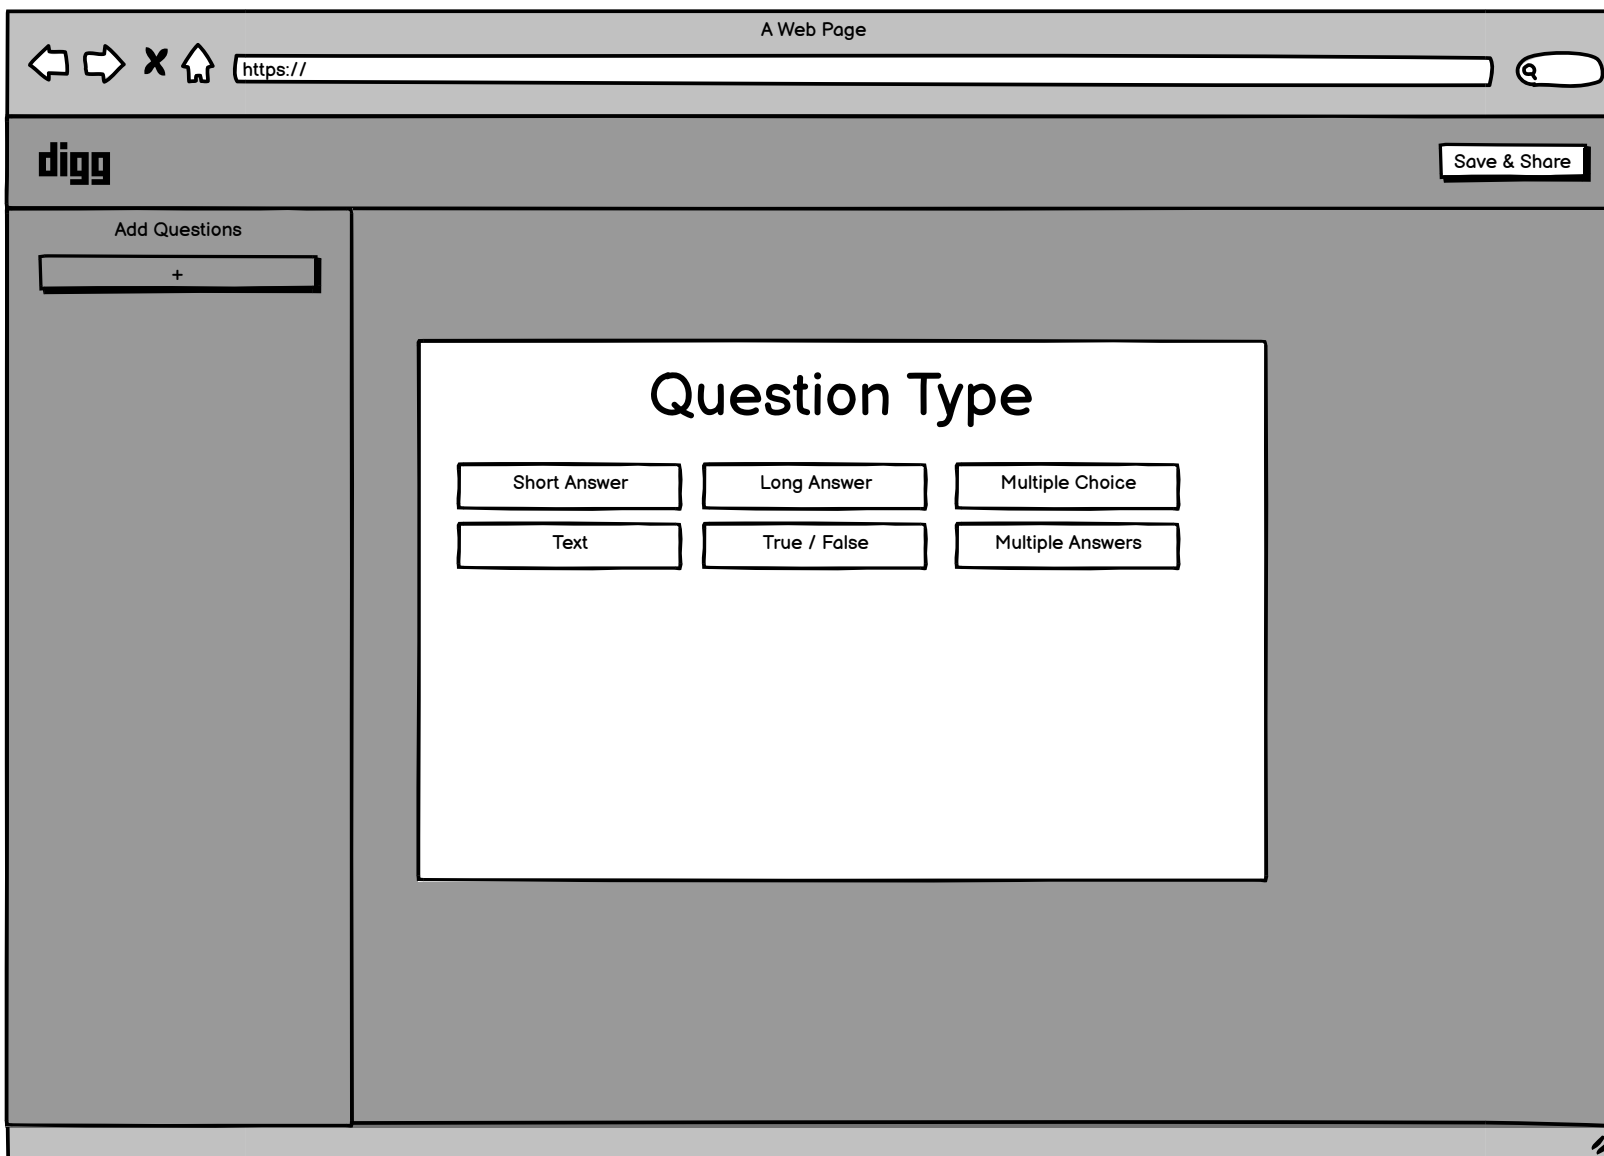 A Web Page
https://
digg
Save & Share
Add Questions
+
Question Type
Short Answer
Long Answer
Multiple Choice
Text
True / False
Multiple Answers